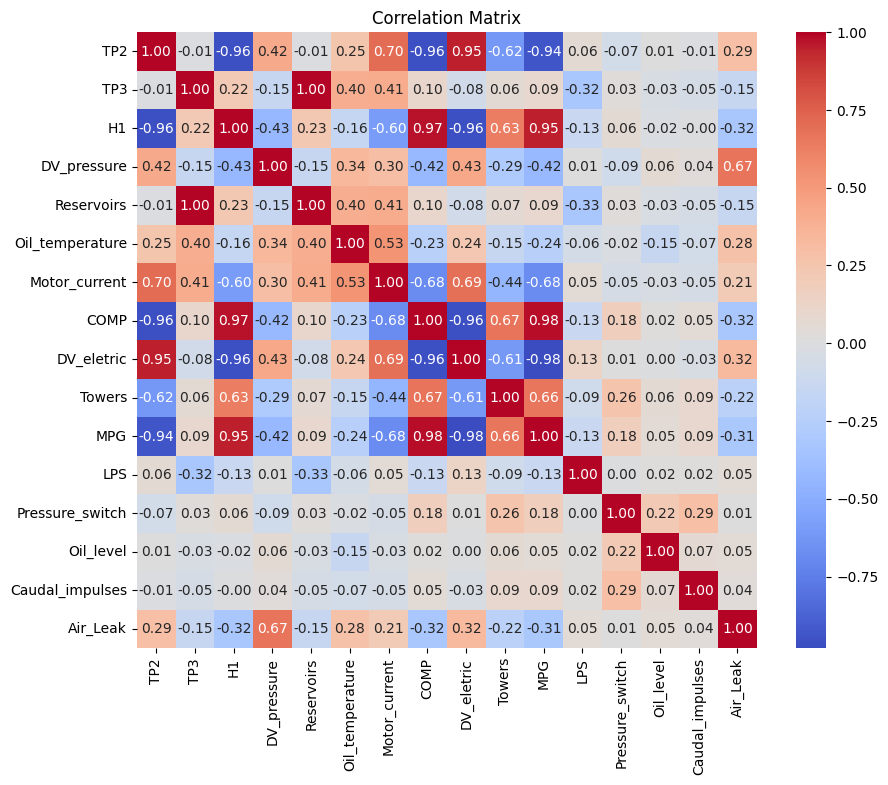 Correlation Matrix
TP2 1.00 -0.01 -0.96 0.42 -0.01 0.25 0.70 -0.96 0.95 -0.62 -0.94 0.06 -0.07 0.01 -0.01 0.29
TP3 -0.01 1.00 0.22 -0.15 1.00 0.40 0.41 0.10 -0.08 0.06 0.09 -0.32 0.03 -0.03 -0.05 -0.15
H1 -0.96 0.22 1.00 -0.43 0.23 -0.16 -0.60 0.97 -0.96 0.63 0.95 -0.13 0.06 -0.02 -0.00 -0.32
DV_pressure 0.42 -0.15 -0.43 1.00 -0.15 0.34 0.30 -0.42 0.43 -0.29 -0.42 0.01 -0.09 0.06 0.04 0.67
Reservoirs -0.01 1.00 0.23 -0.15 1.00 0.40 0.41 0.10 -0.08 0.07 0.09 -0.33 0.03 -0.03 -0.05 -0.15
Oil_temperature 0.25 0.40 -0.16 0.34 0.40 1.00 0.53 -0.23 0.24 -0.15 -0.24 -0.06 -0.02 -0.15 -0.07 0.28
Motor_current 0.70 0.41 -0.60 0.30 0.41 0.53 1.00 -0.68 0.69 -0.44 -0.68 0.05 -0.05 -0.03 -0.05 0.21
COMP -0.96 0.10 0.97 -0.42 0.10 -0.23 -0.68 1.00 -0.96 0.67 0.98 -0.13 0.18 0.02 0.05 -0.32
DV_eletric 0.95 -0.08 -0.96 0.43 -0.08 0.24 0.69 -0.96 1.00 -0.61 -0.98 0.13 0.01 0.00 -0.03 0.32
Towers -0.62 0.06 0.63 -0.29 0.07 -0.15 -0.44 0.67 -0.61 1.00 0.66 -0.09 0.26 0.06 0.09 -0.22
MPG -0.94 0.09 0.95 -0.42 0.09 -0.24 -0.68 0.98 -0.98 0.66 1.00 -0.13 0.18 0.05 0.09 -0.31
LPS 0.06 -0.32 -0.13 0.01 -0.33 -0.06 0.05 -0.13 0.13 -0.09 -0.13 1.00 0.00 0.02 0.02 0.05
Pressure_switch -0.07 0.03 0.06 -0.09 0.03 -0.02 -0.05 0.18 0.01 0.26 0.18 0.00 1.00 0.22 0.29 0.01
Oil_level 0.01 -0.03 -0.02 0.06 -0.03 -0.15 -0.03 0.02 0.00 0.06 0.05 0.02 0.22 1.00 0.07 0.05
Caudal_impulses -0.01 -0.05 -0.00 0.04 -0.05 -0.07 -0.05 0.05 -0.03 0.09 0.09 0.02 0.29 0.07 1.00 0.04
Air_Leak 0.29 -0.15 -0.32 0.67 -0.15 0.28 0.21 -0.32 0.32 -0.22 -0.31 0.05 0.01 0.05 0.04 1.00
TP2 TP3 H1 DV_pressure Reservoirs Oil_temperature Motor_current COMP DV_eletric Towers MPG LPS Pressure_switch Oil_level Caudal_impulses Air_Leak
1.00
0.75
0.50
0.25
0.00
-0.25
-0.50
-0.75